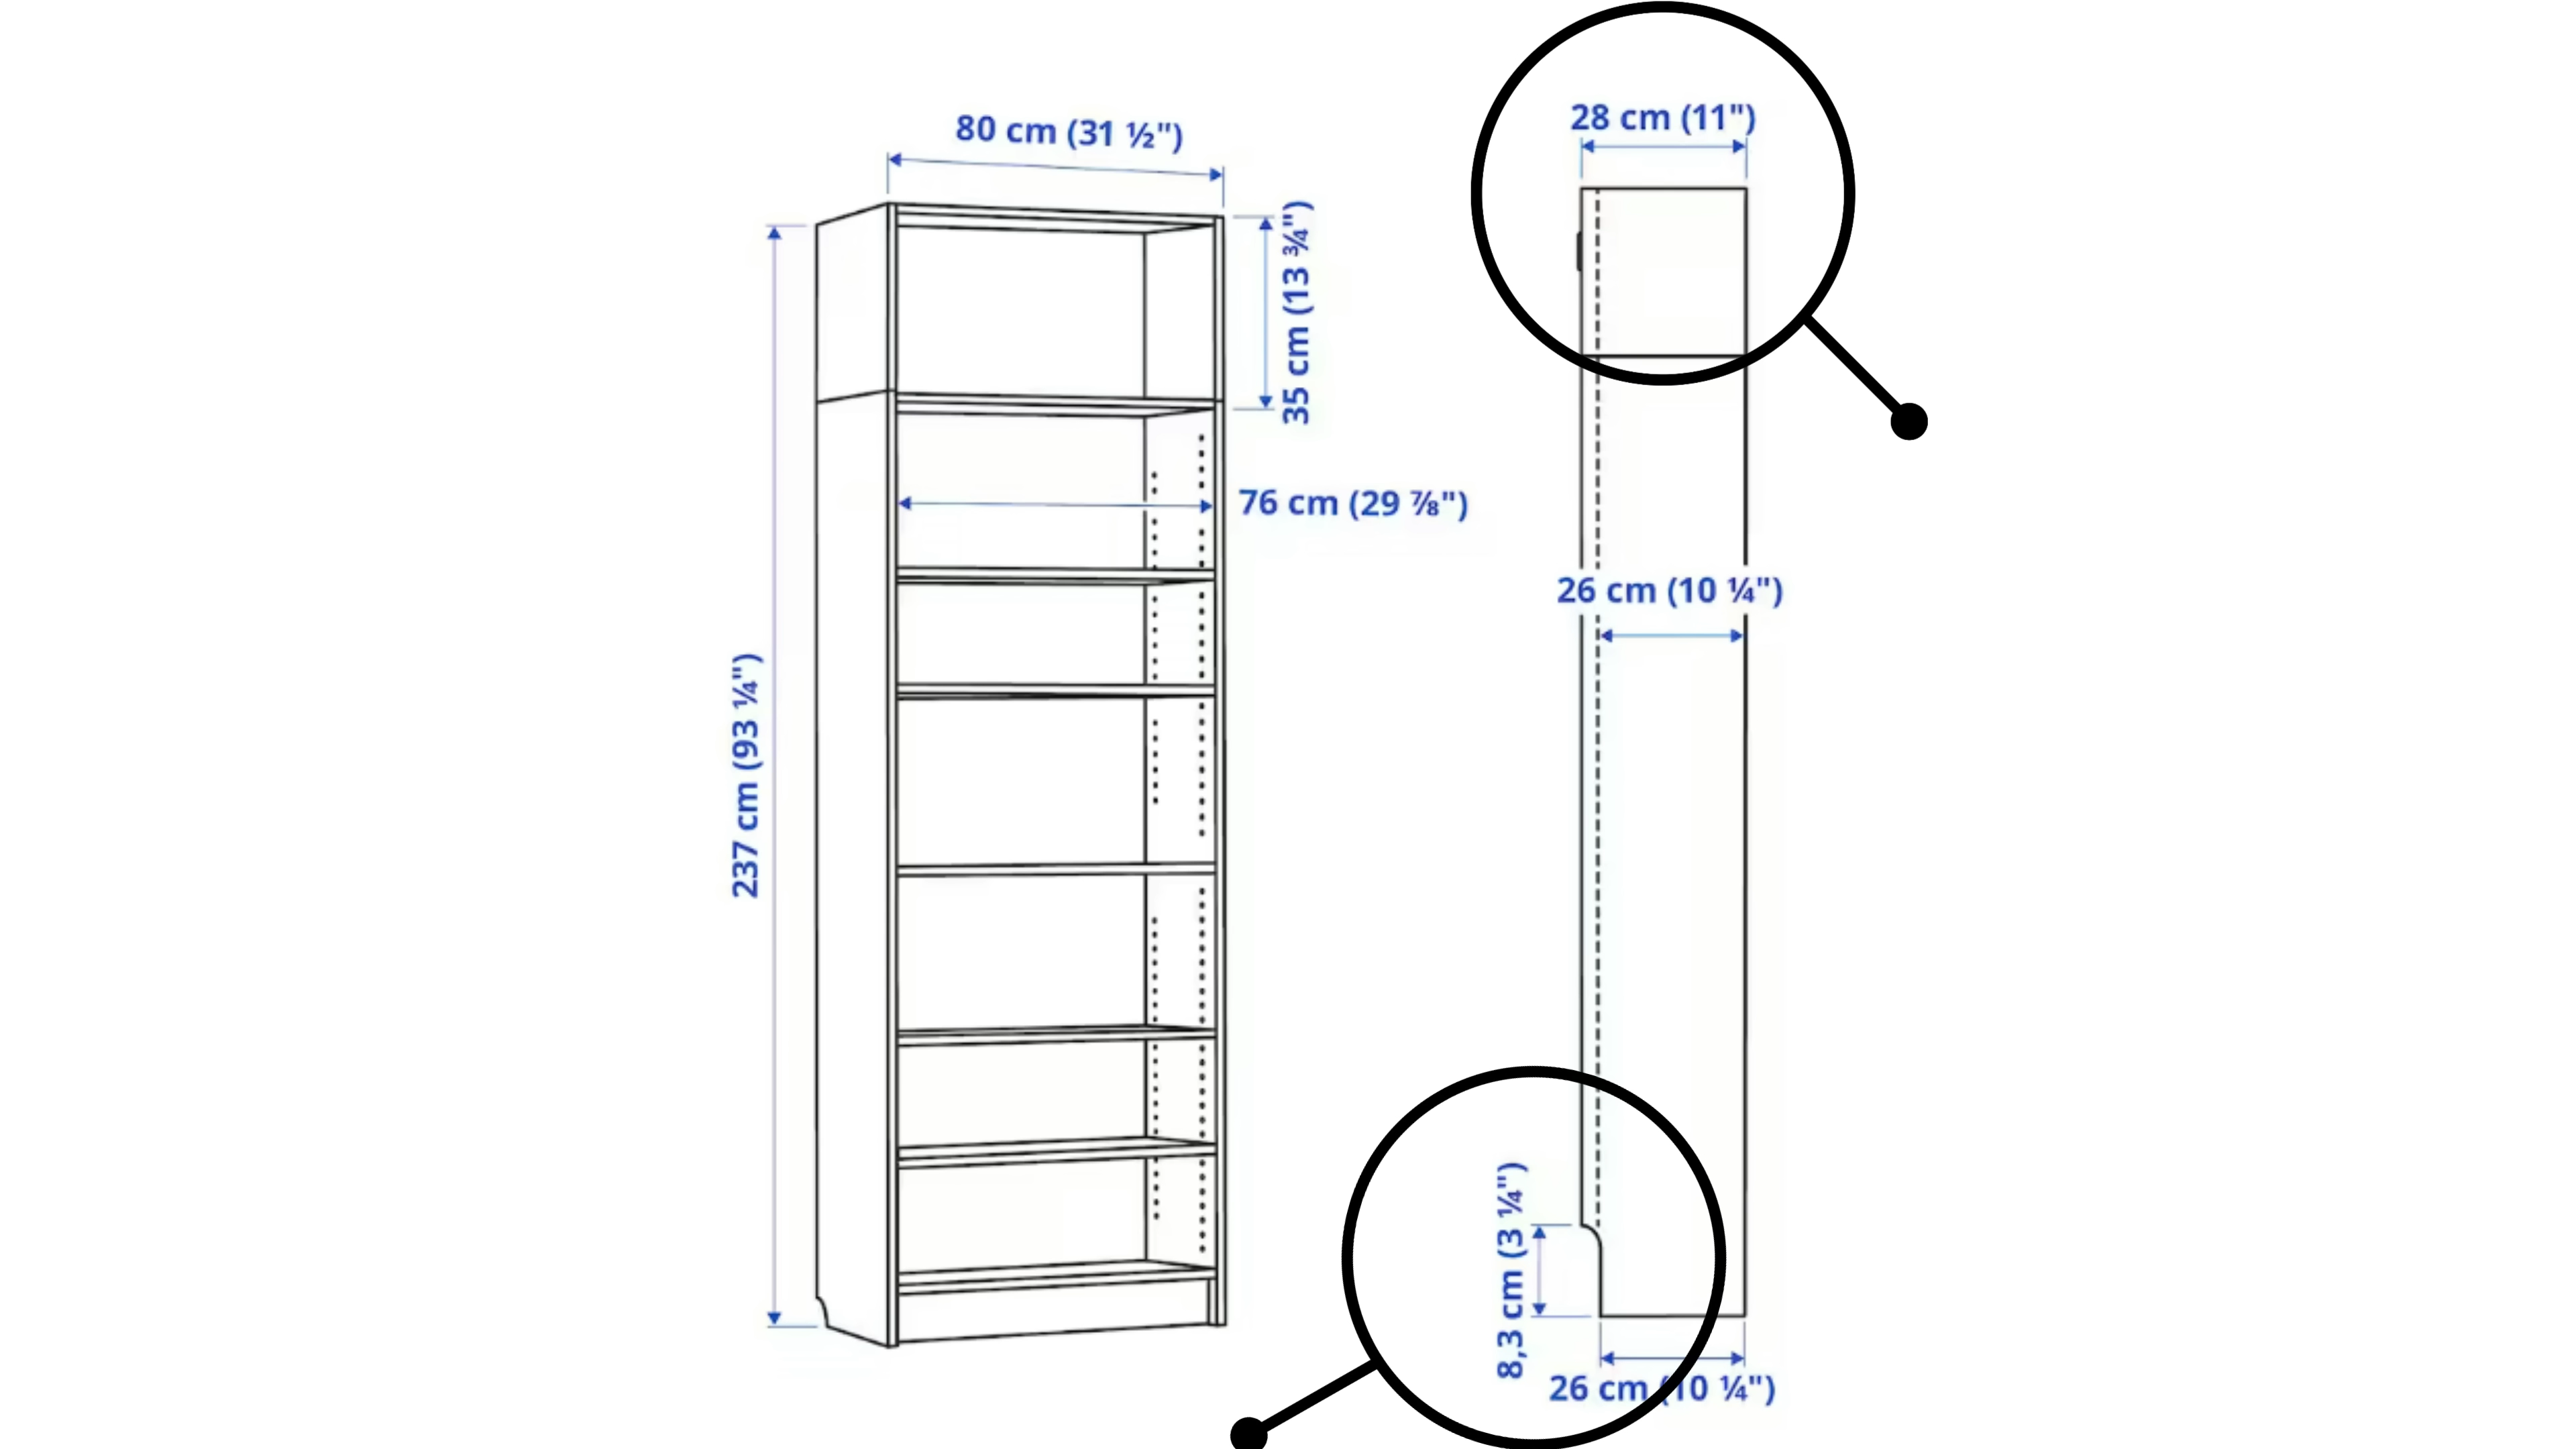 80 cm (31 ½")
28 cm (11")
35 cm (13 ¾")
76 cm (29 ⅞")
26 cm (10 ¼")
237 cm (93 ¼")
8,3 cm (3 ¼")
26 cm (10 ¼")